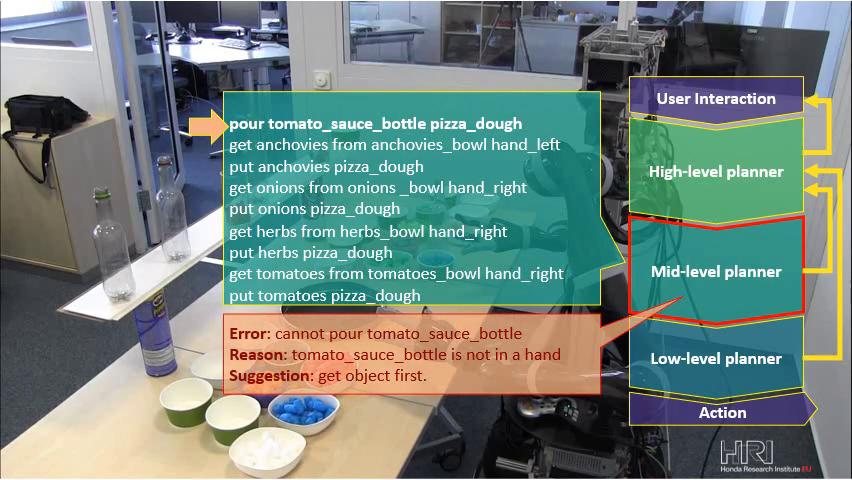 pour tomato_sauce_bottle pizza_dough
get anchovies from anchovies_bowl hand_left
put anchovies pizza_dough
get onions from onions _bowl hand_right
put onions pizza_dough
get herbs from herbs_bowl hand_right
put herbs pizza_dough
get tomatoes from tomatoes_bowl hand_right
put tomatoes pizza_dough
Error: cannot pour tomato_sauce_bottle
Reason: tomato_sauce_bottle is not in a hand
Suggestion: get object first.
User Interaction
High-level planner
Mid-level planner
Low-level planner
Action
HRI
Honda Research Institute EU